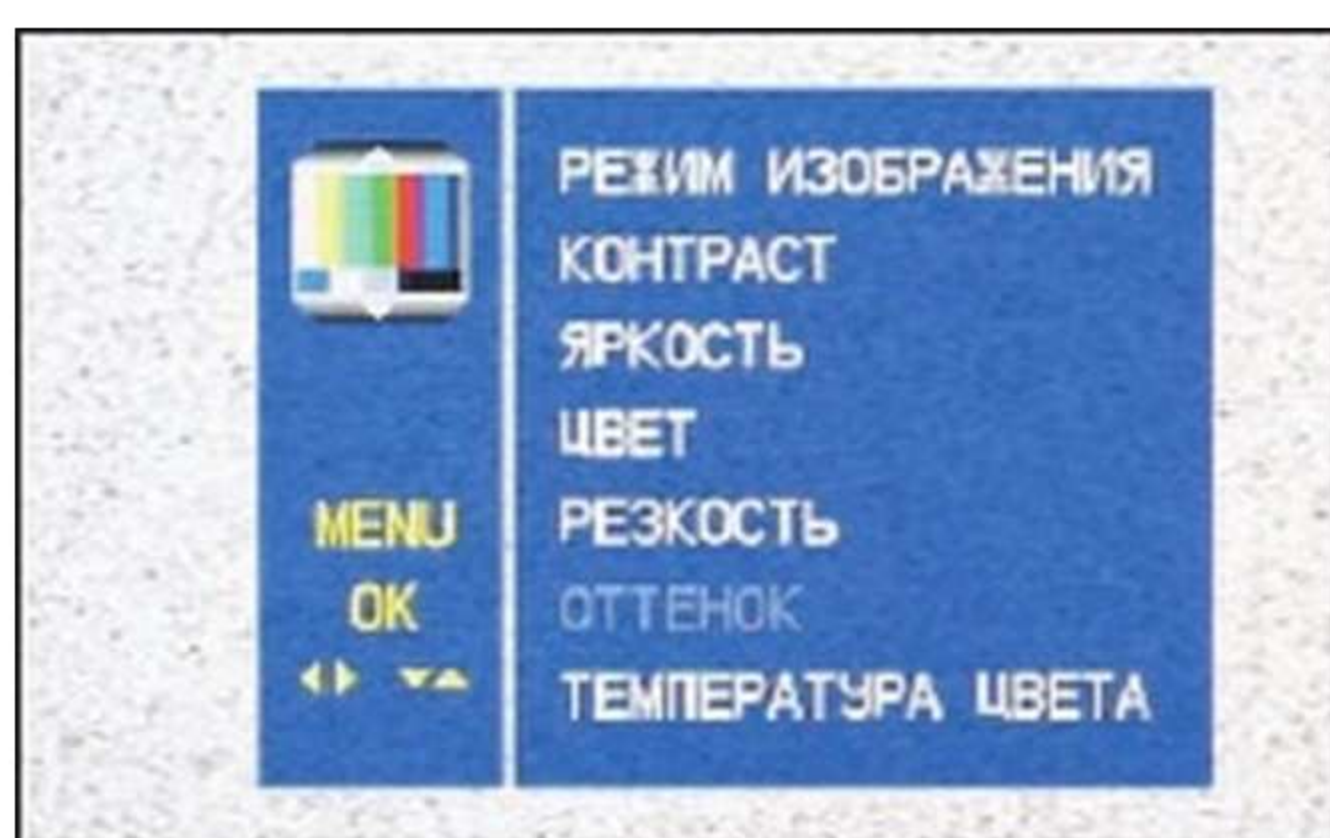 РЕЖИМ ИЗОБРАЖЕНИЯ
КОНТРАСТ
ЯРКОСТЬ
ЦВЕТ
РЕЗКОСТЬ
ОТТЕНОК
ТЕМПЕРАТУРА ЦВЕТА
MENU
OK